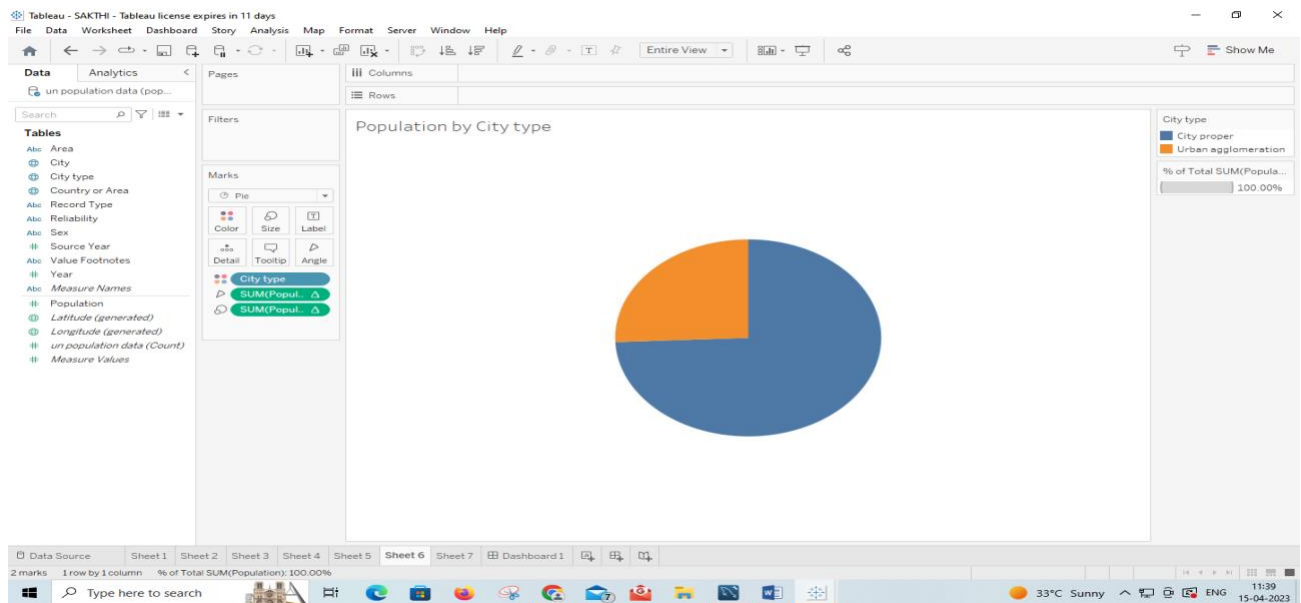 Tableau - SAKTHI - Tableau license expires in 11 days
File Data Worksheet Dashboard Story Analysis Map Format Server Window Help
Entire View
Show Me
Data Analytics
un population data (pop...
Search
Tables
Abc Area
City
City type
Country or Area
Abc Record Type
Abc Reliability
Abc Sex
# Source Year
Abc Value Footnotes
# Year
Abc Measure Names
# Population
Latitude (generated)
Longitude (generated)
# un population data (Count)
# Measure Values
Pages
Filters
Marks
Pie
Color Size Label
Detail Tooltip Angle
City type
SUM(Popul.. △
SUM(Popul.. △
Columns
Rows
Population by City type
City type
City proper
Urban agglomeration
% of Total SUM(Popula...
100.00%
Data Source Sheet 1 Sheet 2 Sheet 3 Sheet 4 Sheet 5 Sheet 6 Sheet 7 Dashboard 1
2 marks 1 row by 1 column % of Total SUM(Population): 100.00%
Type here to search
7
33°C Sunny
ENG
11:39
15-04-2023